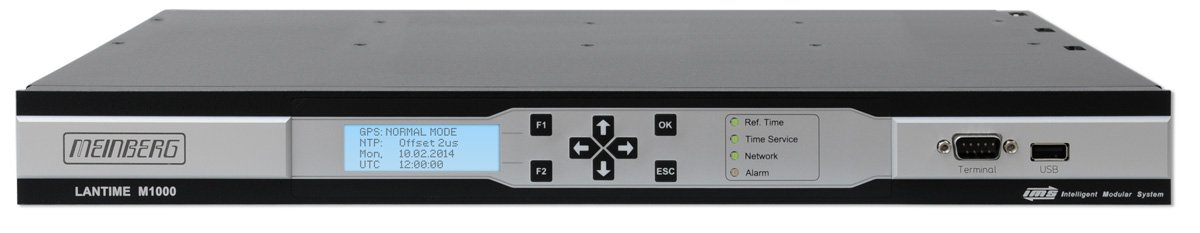 MEINBERG
LANTIME M1000
GPS: NORMAL MODE
NTP: Offset 2us
Mon, 10.02.2014
UTC 12:00:00
F1
F2
OK
ESC
Ref. Time
Time Service
Network
Alarm
Terminal
USB
IMS Intelligent Modular System